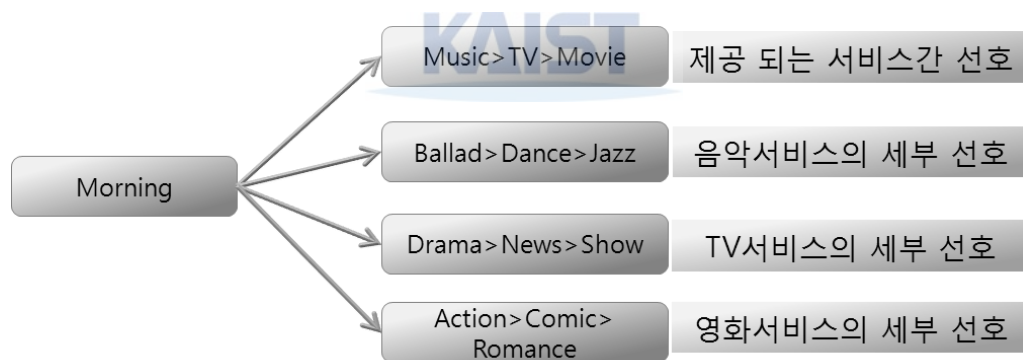 KAIST
Music>TV>Movie
제공 되는 서비스간 선호
Ballad>Dance>Jazz
음악서비스의 세부 선호
Morning
Drama>News>Show
TV서비스의 세부 선호
Action>Comic>
Romance
영화서비스의 세부 선호